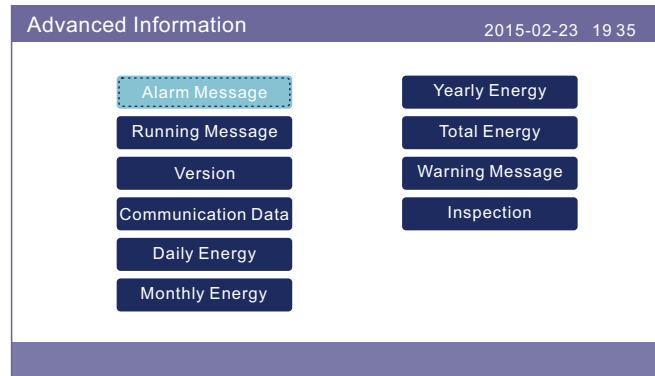 Advanced Information
2015-02-23 19 35
Alarm Message
Running Message
Version
Communication Data
Daily Energy
Monthly Energy
Yearly Energy
Total Energy
Warning Message
Inspection